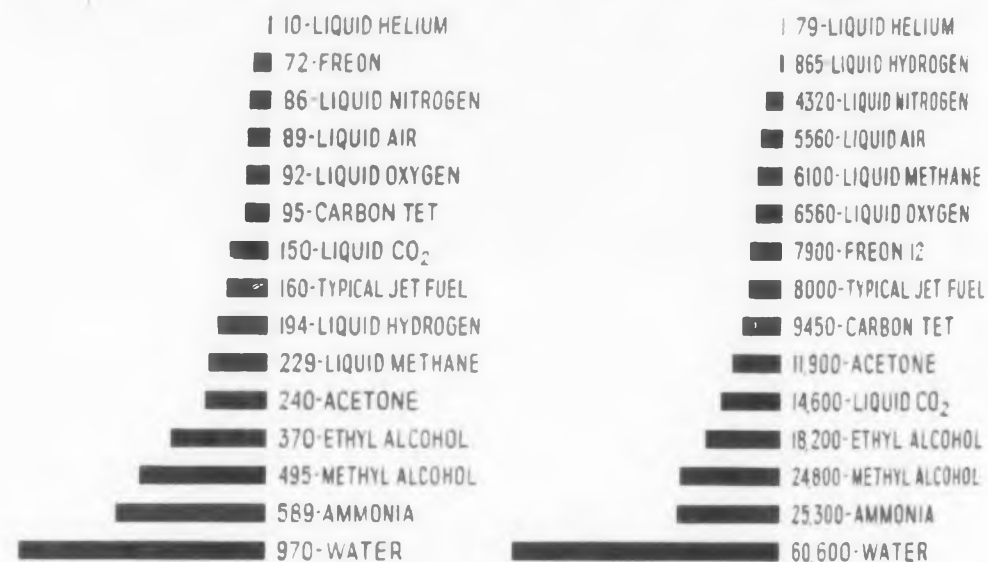 10-LIQUID HELIUM
72-FREON
86-LIQUID NITROGEN
89-LIQUID AIR
92-LIQUID OXYGEN
95-CARBON TET
150-LIQUID CO₂
160-TYPICAL JET FUEL
194-LIQUID HYDROGEN
229-LIQUID METHANE
240-ACETONE
370-ETHYL ALCOHOL
495-METHYL ALCOHOL
589-AMMONIA
970-WATER
79-LIQUID HELIUM
865 LIQUID HYDROGEN
4320-LIQUID NITROGEN
5560-LIQUID AIR
6100-LIQUID METHANE
6560-LIQUID OXYGEN
7900-FREON 12
8000-TYPICAL JET FUEL
9450-CARBON TET
11,900-ACETONE
14,600-LIQUID CO₂
18,200-ETHYL ALCOHOL
24,800-METHYL ALCOHOL
25,300-AMMONIA
60,600-WATER